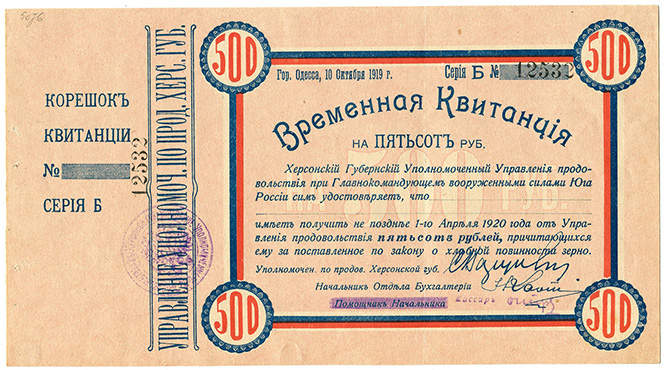 5076
КОРЕШОКЪ
КВИТАНЦІИ
№
СЕРІЯ Б
12532
УПРАВЛЕНІЕ УПОЛНОМОЧ. ПО ПРОД. ХЕРС. ГУБ.
500
500
Гор. Одесса, 10 Октября 1919 г.
Серія Б № 12532
Временная Квитанція
НА ПЯТЬСОТЪ РУБ.
Херсонскій Губернскій Уполномоченный Управленія продо-
вольствія при Главнокомандующемъ вооруженными силами Юга
Россіи симъ удостовѣряетъ, что
500 РУБ.
имѣетъ получить не позднѣе 1-го Апрѣля 1920 года отъ Упра-
вленія продовольствія пятьсотъ рублей, причитающихся
ему за поставленное по закону о хлѣбной повинности зерно.
Уполномочен. по продов. Херсонской губ.
Начальникъ Отдѣла Бухгалтеріи
Помощникъ Начальника
Кассиръ
500
500